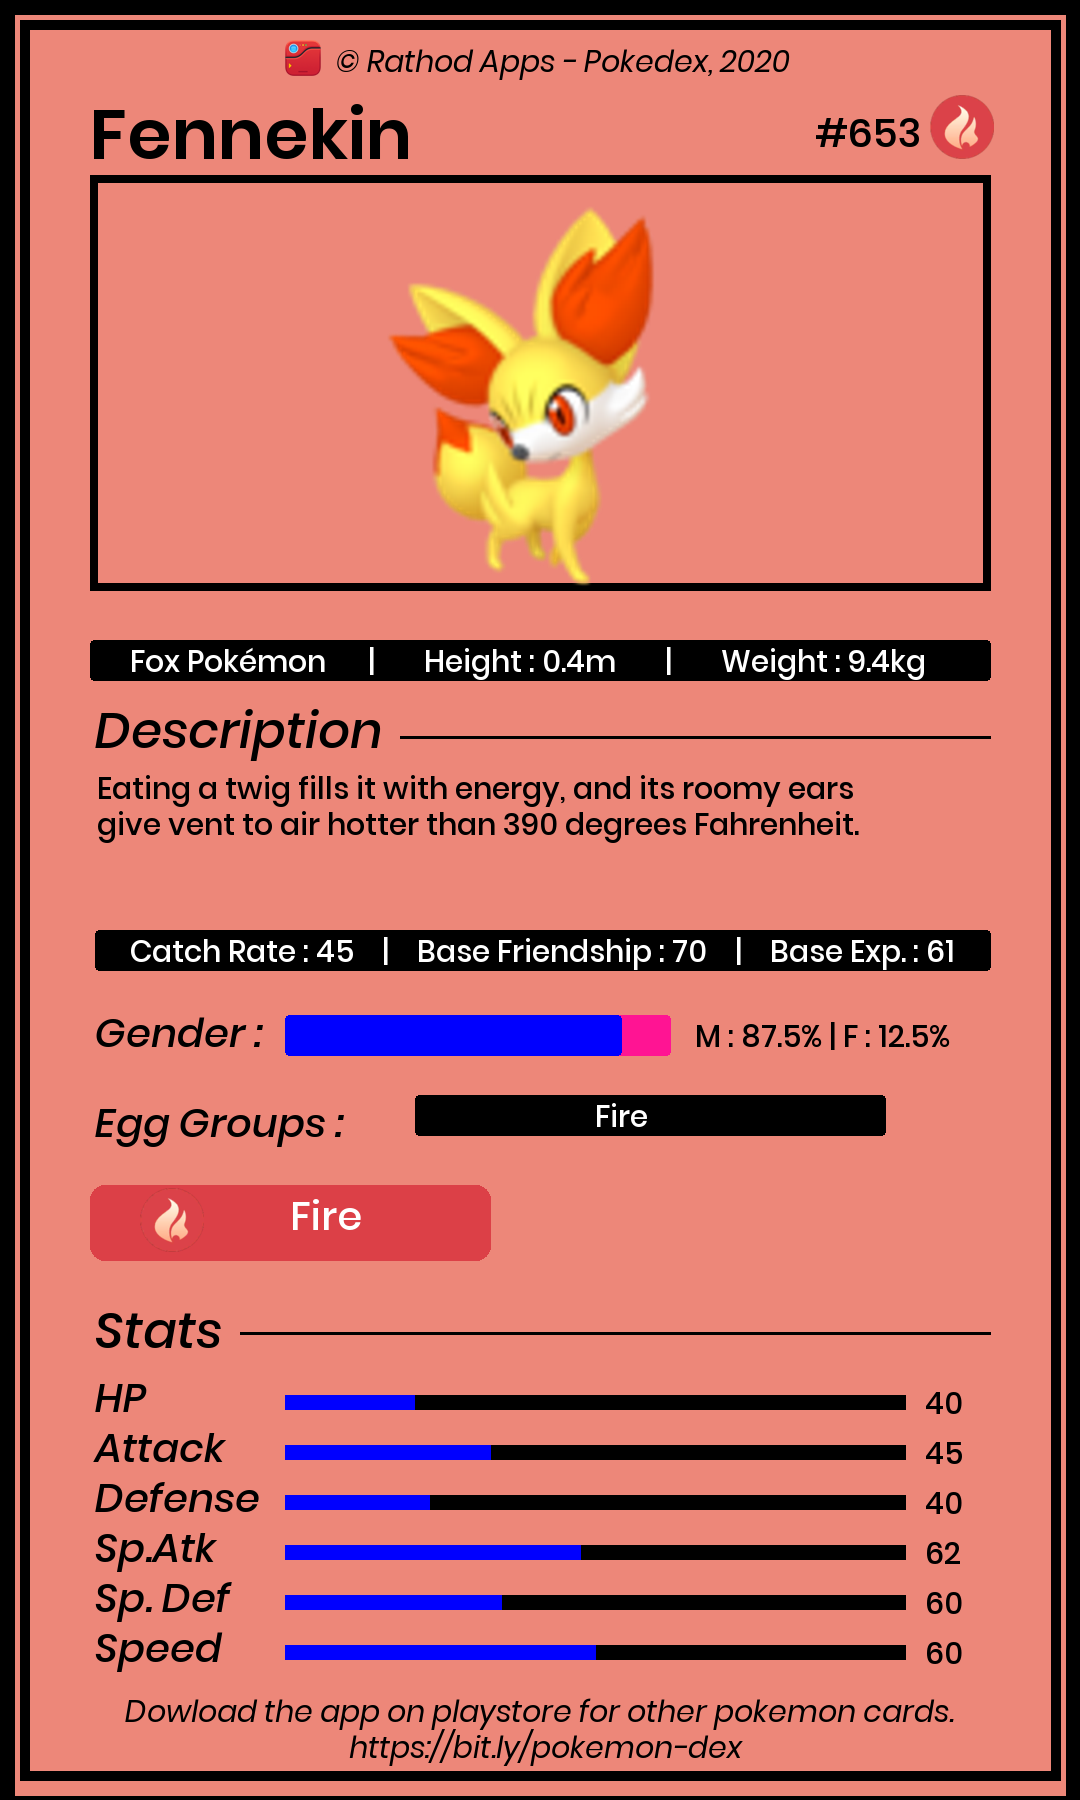 © Rathod Apps - Pokedex, 2020
Fennekin #653
Fox Pokémon | Height : 0.4m | Weight : 9.4kg
Description
Eating a twig fills it with energy, and its roomy ears
give vent to air hotter than 390 degrees Fahrenheit.
Catch Rate : 45 | Base Friendship : 70 | Base Exp. : 61
Gender : M : 87.5% | F : 12.5%
Egg Groups : Fire
Fire
Stats
HP 40
Attack 45
Defense 40
Sp.Atk 62
Sp. Def 60
Speed 60
Dowload the app on playstore for other pokemon cards.
https://bit.ly/pokemon-dex